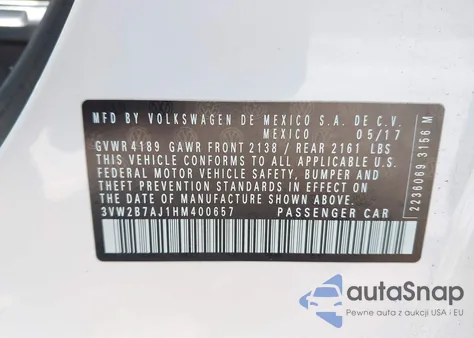 MFD BY VOLKSWAGEN DE MEXICO S.A. DE C.V.
MEXICO 05/17
GVWR 4189 GAWR FRONT 2138 / REAR 2161 LBS
THIS VEHICLE CONFORMS TO ALL APPLICABLE
FEDERAL MOTOR VEHICLE SAFETY, BUMPER AND
THEFT PREVENTION STANDARDS IN EFFECT ON
THE DATE OF MANUFACTURE SHOWN ABOVE.
3VW2B7AJ1HM400657 PASSENGER CAR
2236069 3156 M
autoSnap
Pewne auta z aukcji USA i EU